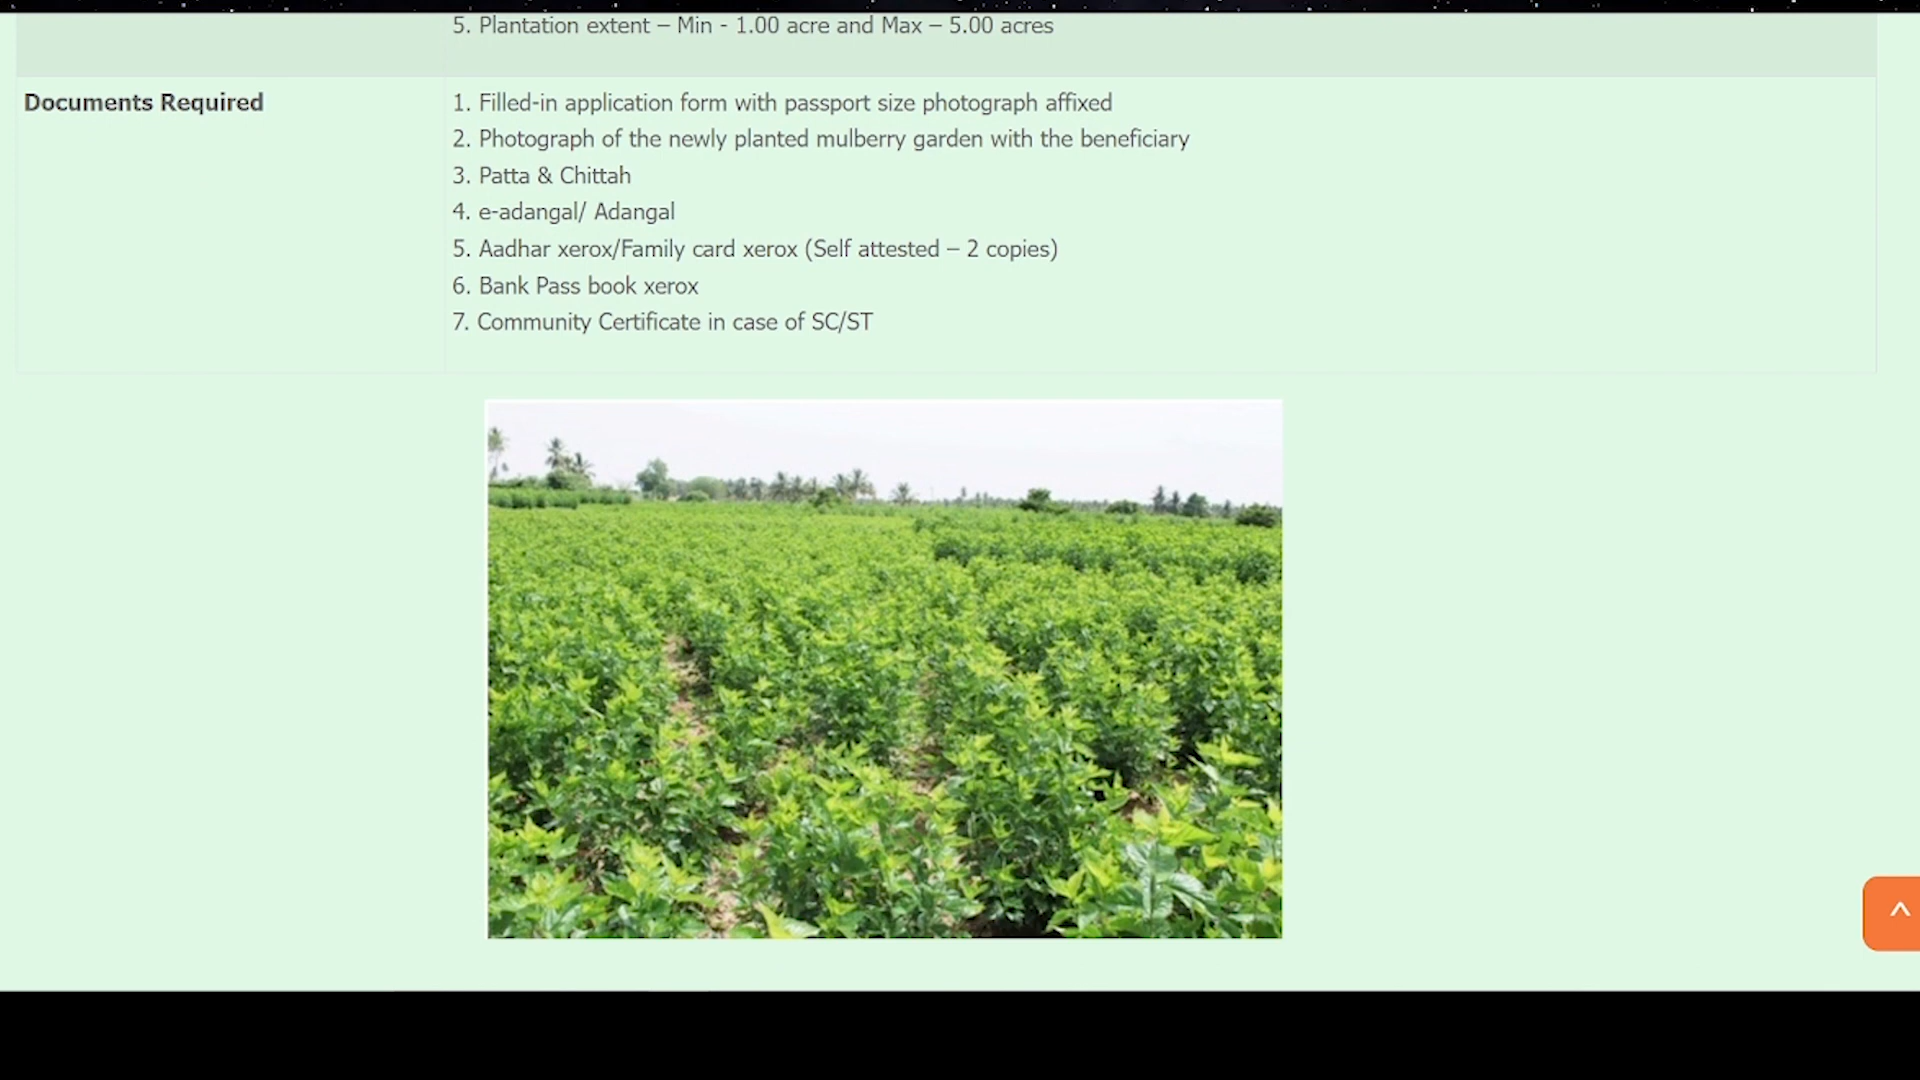 5. Plantation extent – Min - 1.00 acre and Max – 5.00 acres
Documents Required
1. Filled-in application form with passport size photograph affixed
2. Photograph of the newly planted mulberry garden with the beneficiary
3. Patta & Chittah
4. e-adangal/ Adangal
5. Aadhar xerox/Family card xerox (Self attested – 2 copies)
6. Bank Pass book xerox
7. Community Certificate in case of SC/ST